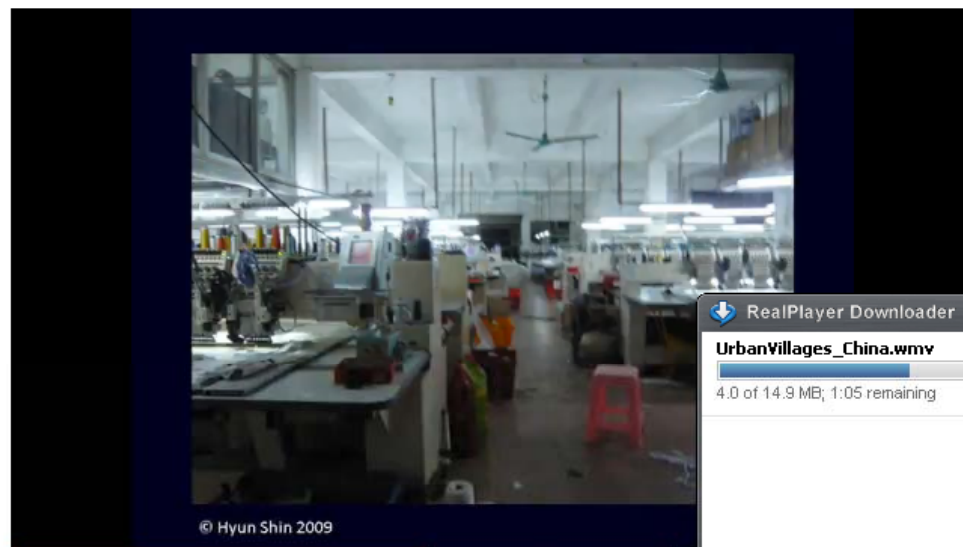 RealPlayer Downloader
UrbanVillages_China.wmv
4.0 of 14.9 MB; 1:05 remaining
© Hyun Shin 2009